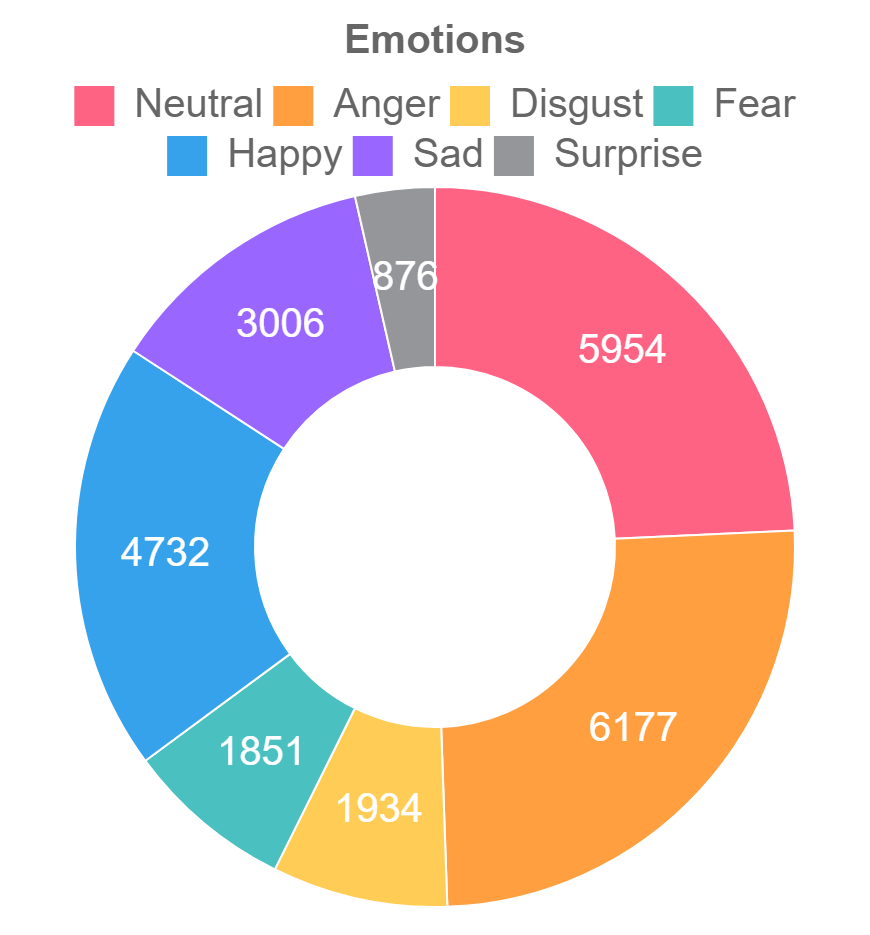 Emotions
Neutral Anger Disgust Fear
Happy Sad Surprise
876
3006
5954
4732
6177
1851
1934